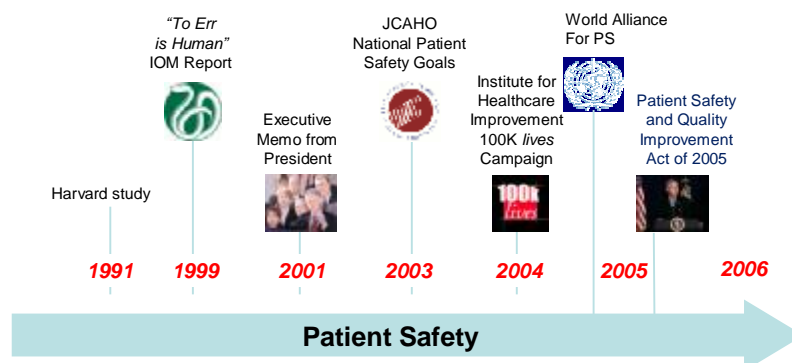 "To Err
is Human"
IOM Report
JCAHO
National Patient
Safety Goals
World Alliance
For PS
Executive
Memo from
President
Institute for
Healthcare
Improvement
100K lives
Campaign
Patient Safety
and Quality
Improvement
Act of 2005
Harvard study
100k
lives
1991
1999
2001
2003
2004
2005
2006
Patient Safety